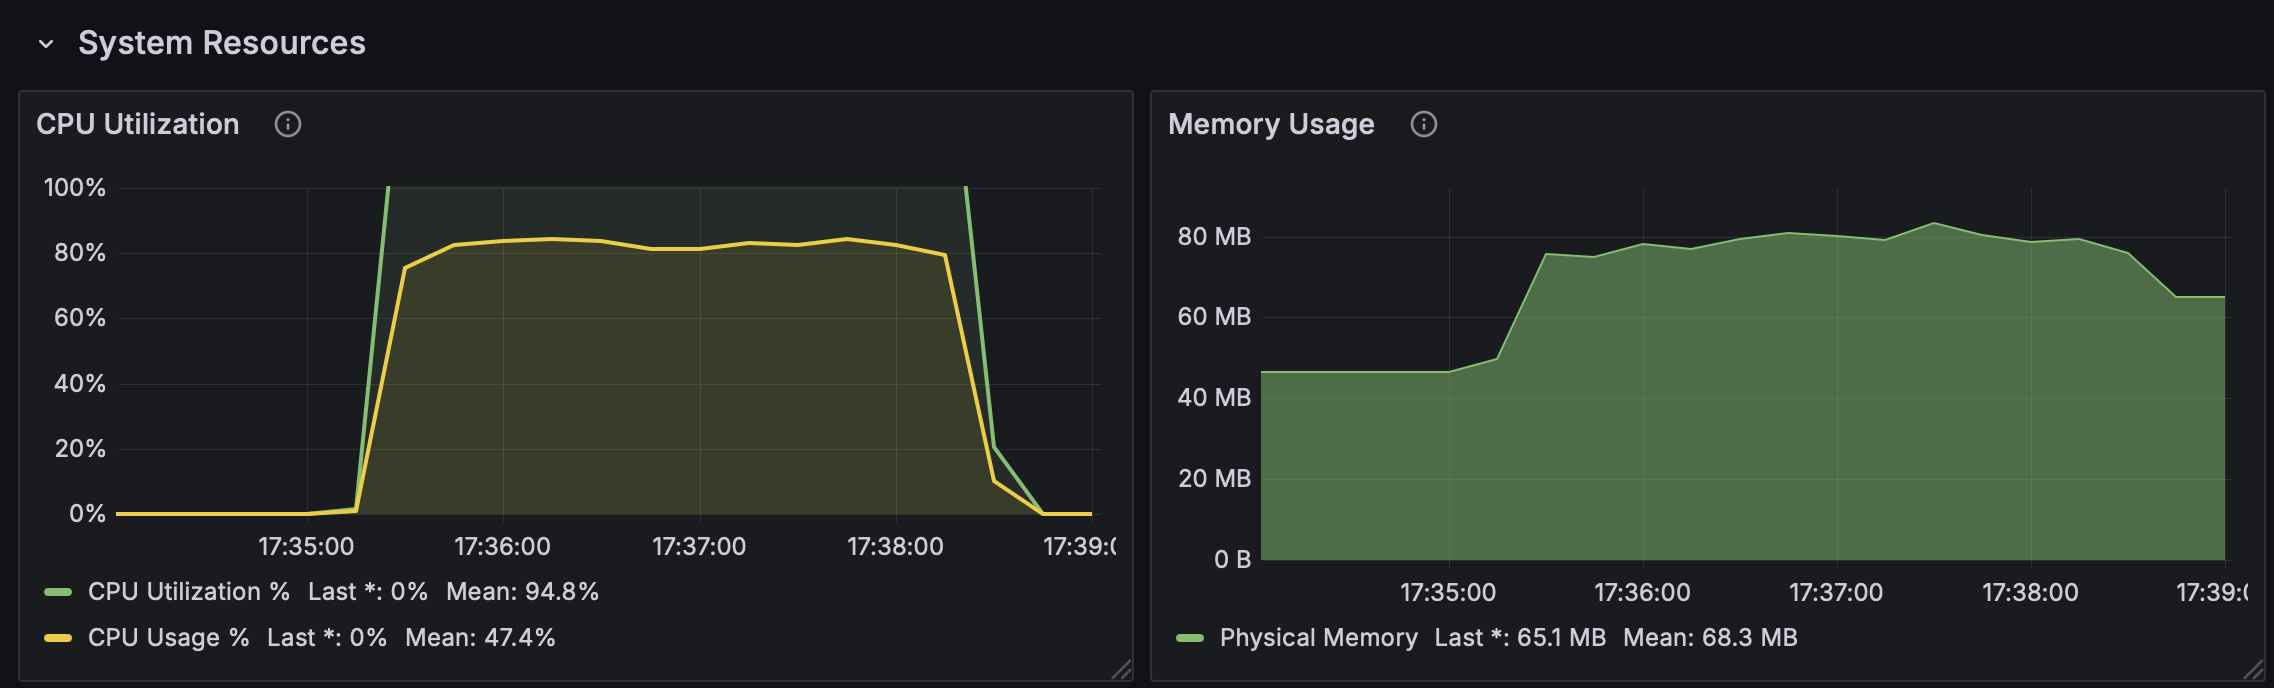 System Resources
CPU Utilization
100%
80%
60%
40%
20%
0%
17:35:00 17:36:00 17:37:00 17:38:00 17:39:0
CPU Utilization % Last *: 0% Mean: 94.8%
CPU Usage % Last *: 0% Mean: 47.4%
Memory Usage
80 MB
60 MB
40 MB
20 MB
0 B
17:35:00 17:36:00 17:37:00 17:38:00 17:39:0
Physical Memory Last *: 65.1 MB Mean: 68.3 MB